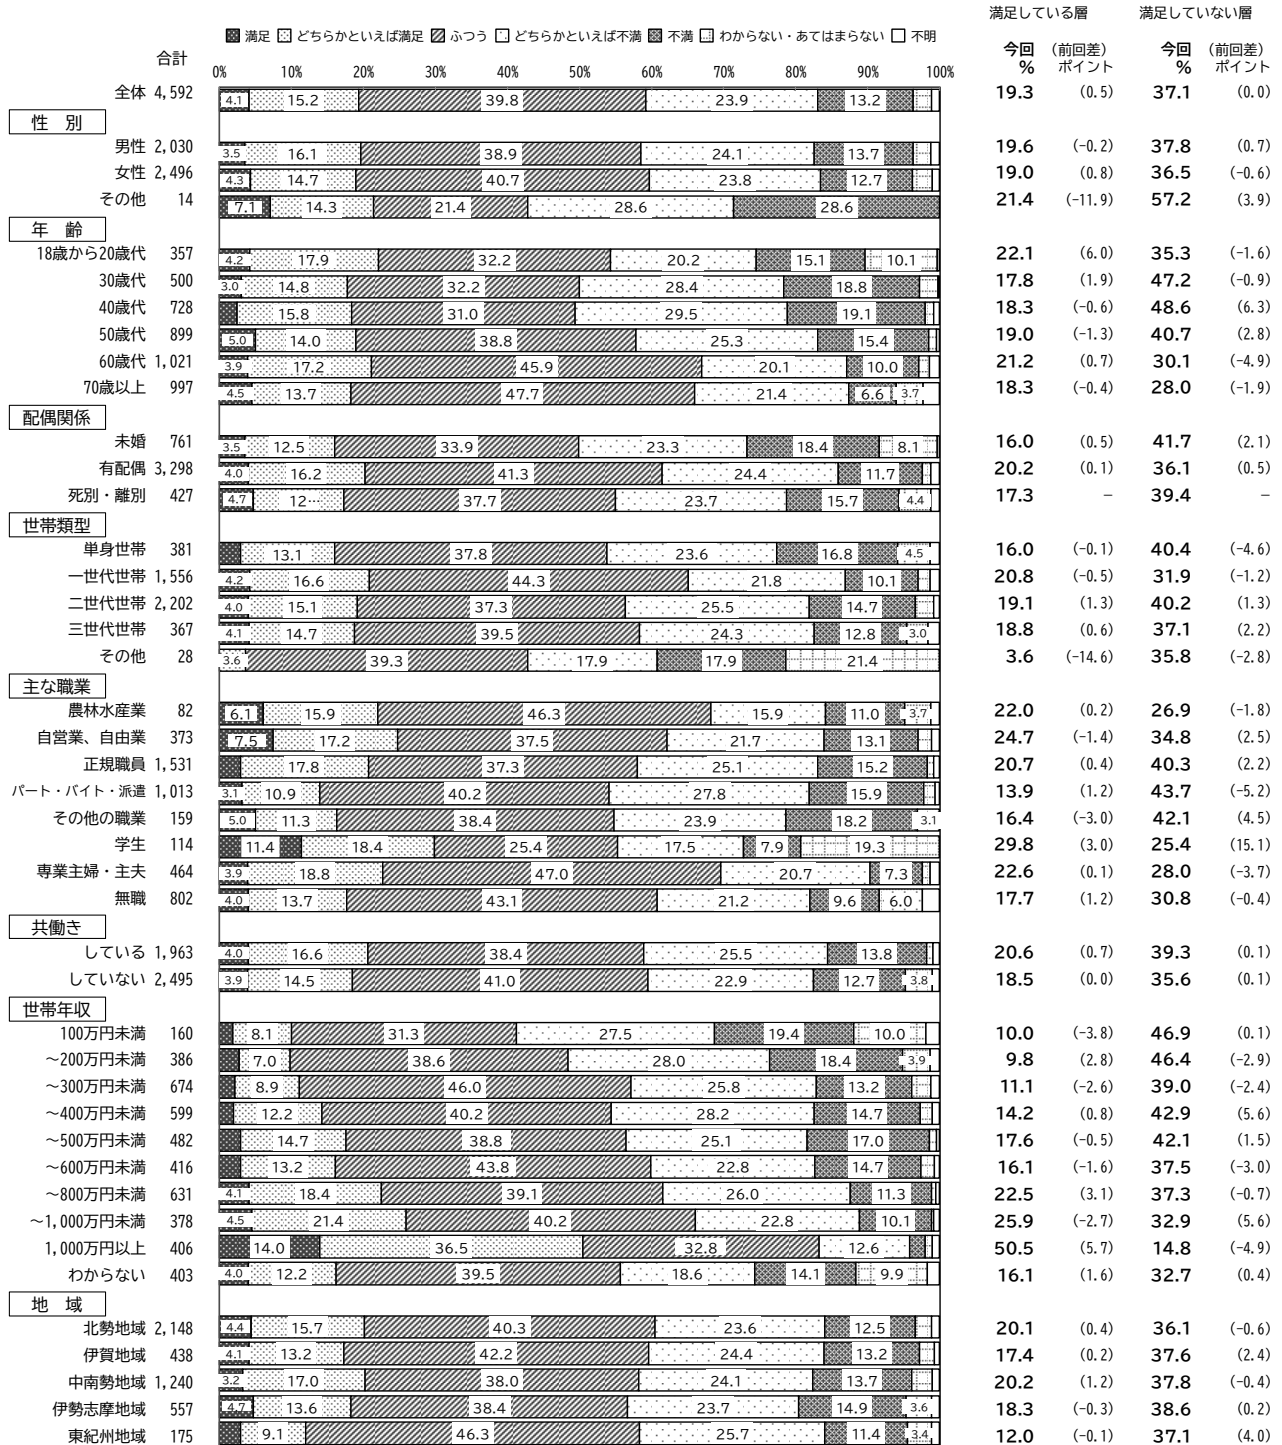 満足している層 満足していない層
満足 どちらかといえば満足 ふつう どちらかといえば不満 不満 わからない・あてはまらない 不明
合計 今回 (前回差) 今回 (前回差)
0% 10% 20% 30% 40% 50% 60% 70% 80% 90% 100% % ポイント % ポイント
全体 4,592 4.1 15.2 39.8 23.9 13.2 19.3 (0.5) 37.1 (0.0)
性 別
男性 2,030 3.5 16.1 38.9 24.1 13.7 19.6 (-0.2) 37.8 (0.7)
女性 2,496 4.3 14.7 40.7 23.8 12.7 19.0 (0.8) 36.5 (-0.6)
その他 14 7.1 14.3 21.4 28.6 28.6 21.4 (-11.9) 57.2 (3.9)
年 齢
18歳から20歳代 357 4.2 17.9 32.2 20.2 15.1 10.1 22.1 (6.0) 35.3 (-1.6)
30歳代 500 3.0 14.8 32.2 28.4 18.8 17.8 (1.9) 47.2 (-0.9)
40歳代 728 15.8 31.0 29.5 19.1 18.3 (-0.6) 48.6 (6.3)
50歳代 899 5.0 14.0 38.8 25.3 15.4 19.0 (-1.3) 40.7 (2.8)
60歳代 1,021 3.9 17.2 45.9 20.1 10.0 21.2 (0.7) 30.1 (-4.9)
70歳以上 997 4.5 13.7 47.7 21.4 6.6 3.7 18.3 (-0.4) 28.0 (-1.9)
配偶関係
未婚 761 3.5 12.5 33.9 23.3 18.4 8.1 16.0 (0.5) 41.7 (2.1)
有配偶 3,298 4.0 16.2 41.3 24.4 11.7 20.2 (0.1) 36.1 (0.5)
死別・離別 427 4.7 12… 37.7 23.7 15.7 4.4 17.3 － 39.4 －
世帯類型
単身世帯 381 13.1 37.8 23.6 16.8 4.5 16.0 (-0.1) 40.4 (-4.6)
一世代世帯 1,556 4.2 16.6 44.3 21.8 10.1 20.8 (-0.5) 31.9 (-1.2)
二世代世帯 2,202 4.0 15.1 37.3 25.5 14.7 19.1 (1.3) 40.2 (1.3)
三世代世帯 367 4.1 14.7 39.5 24.3 12.8 3.0 18.8 (0.6) 37.1 (2.2)
その他 28 3.6 39.3 17.9 17.9 21.4 3.6 (-14.6) 35.8 (-2.8)
主な職業
農林水産業 82 6.1 15.9 46.3 15.9 11.0 3.7 22.0 (0.2) 26.9 (-1.8)
自営業、自由業 373 7.5 17.2 37.5 21.7 13.1 24.7 (-1.4) 34.8 (2.5)
正規職員 1,531 17.8 37.3 25.1 15.2 20.7 (0.4) 40.3 (2.2)
パート・バイト・派遣 1,013 3.1 10.9 40.2 27.8 15.9 13.9 (1.2) 43.7 (-5.2)
その他の職業 159 5.0 11.3 38.4 23.9 18.2 3.1 16.4 (-3.0) 42.1 (4.5)
学生 114 11.4 18.4 25.4 17.5 7.9 19.3 29.8 (3.0) 25.4 (15.1)
専業主婦・主夫 464 3.9 18.8 47.0 20.7 7.3 22.6 (0.1) 28.0 (-3.7)
無職 802 4.0 13.7 43.1 21.2 9.6 6.0 17.7 (1.2) 30.8 (-0.4)
共働き
している 1,963 4.0 16.6 38.4 25.5 13.8 20.6 (0.7) 39.3 (0.1)
していない 2,495 3.9 14.5 41.0 22.9 12.7 3.8 18.5 (0.0) 35.6 (0.1)
世帯年収
100万円未満 160 8.1 31.3 27.5 19.4 10.0 10.0 (-3.8) 46.9 (0.1)
～200万円未満 386 7.0 38.6 28.0 18.4 3.9 9.8 (2.8) 46.4 (-2.9)
～300万円未満 674 8.9 46.0 25.8 13.2 11.1 (-2.6) 39.0 (-2.4)
～400万円未満 599 12.2 40.2 28.2 14.7 14.2 (0.8) 42.9 (5.6)
～500万円未満 482 14.7 38.8 25.1 17.0 17.6 (-0.5) 42.1 (1.5)
～600万円未満 416 13.2 43.8 22.8 14.7 16.1 (-1.6) 37.5 (-3.0)
～800万円未満 631 4.1 18.4 39.1 26.0 11.3 22.5 (3.1) 37.3 (-0.7)
～1,000万円未満 378 4.5 21.4 40.2 22.8 10.1 25.9 (-2.7) 32.9 (5.6)
1,000万円以上 406 14.0 36.5 32.8 12.6 50.5 (5.7) 14.8 (-4.9)
わからない 403 4.0 12.2 39.5 18.6 14.1 9.9 16.1 (1.6) 32.7 (0.4)
地 域
北勢地域 2,148 4.4 15.7 40.3 23.6 12.5 20.1 (0.4) 36.1 (-0.6)
伊賀地域 438 4.1 13.2 42.2 24.4 13.2 17.4 (0.2) 37.6 (2.4)
中南勢地域 1,240 3.2 17.0 38.0 24.1 13.7 20.2 (1.2) 37.8 (-0.4)
伊勢志摩地域 557 4.7 13.6 38.4 23.7 14.9 3.6 18.3 (-0.3) 38.6 (0.2)
東紀州地域 175 9.1 46.3 25.7 11.4 3.4 12.0 (-0.1) 37.1 (4.0)